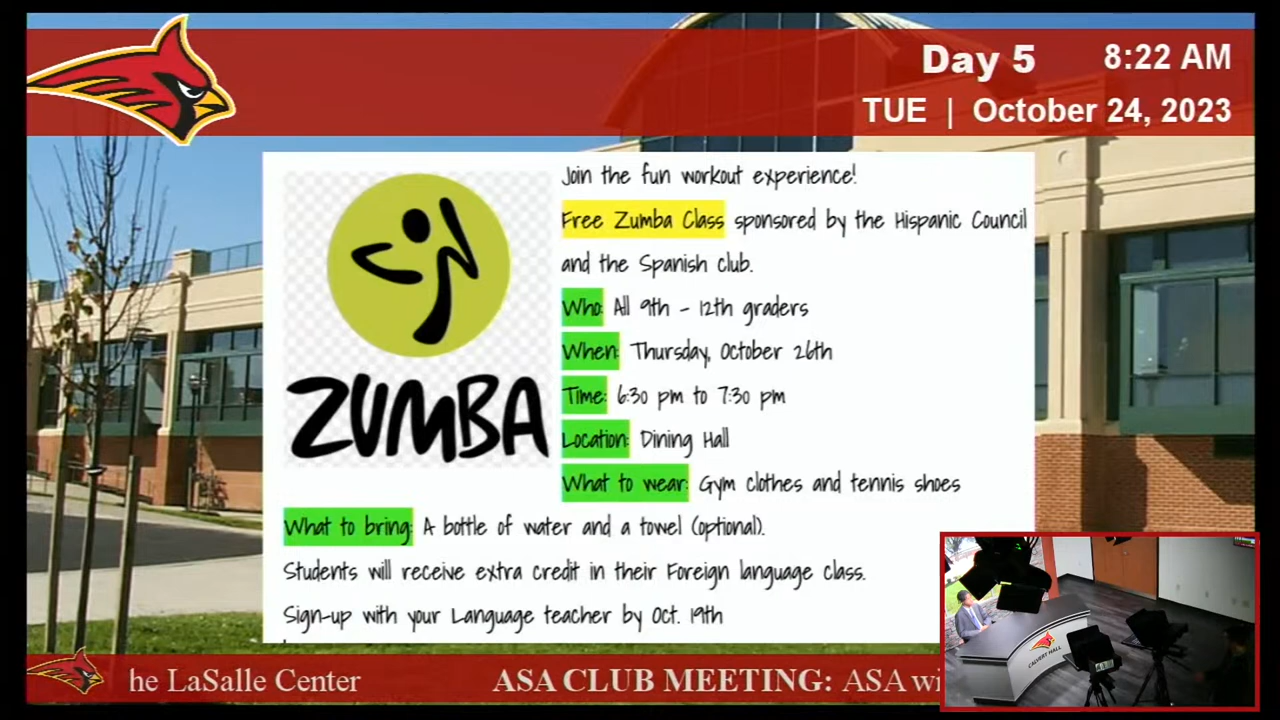 Day 5
8:22 AM
TUE | October 24, 2023
Join the fun workout experience!
Free Zumba Class sponsored by the Hispanic Council
and the Spanish club.
Who: All 9th - 12th graders
When: Thursday, October 26th
Time: 6:30 pm to 7:30 pm
Location: Dining Hall
What to wear: Gym clothes and tennis shoes
ZUMBA
What to bring: A bottle of water and a towel (optional).
Students will receive extra credit in their Foreign language class.
Sign-up with your Language teacher by Oct. 19th
CALVERT HALL
he LaSalle Center
ASA CLUB MEETING: ASA wi